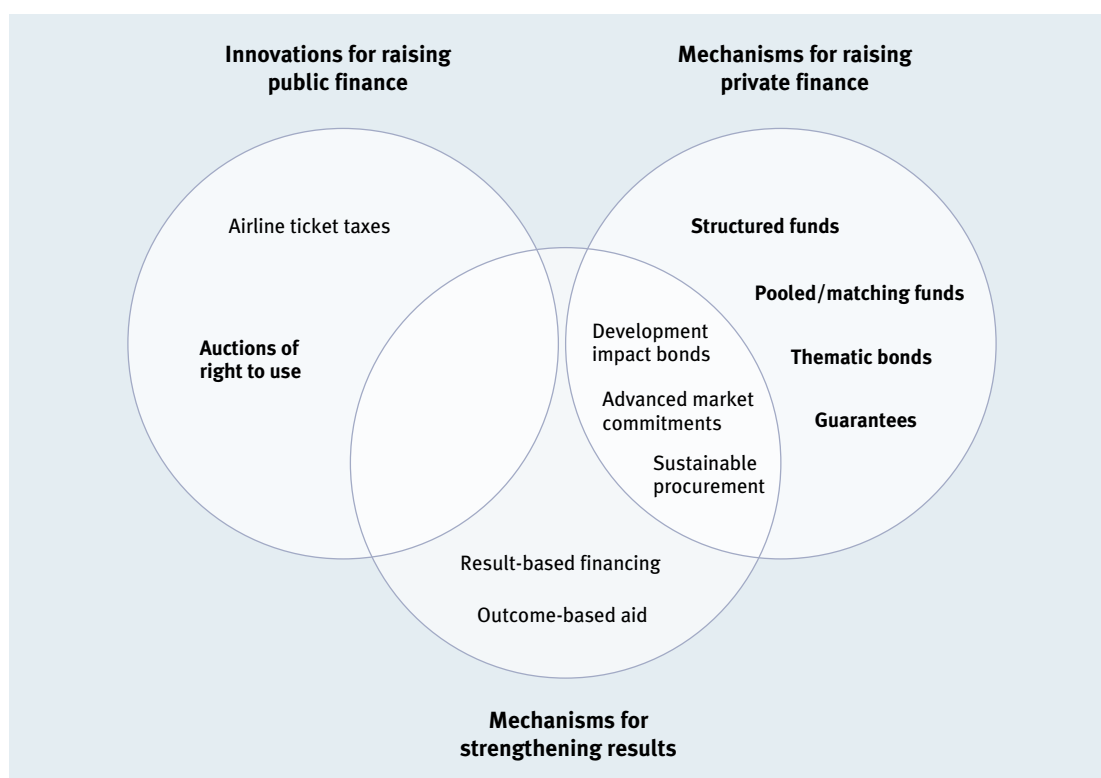 Innovations for raising
public finance
Mechanisms for raising
private finance
Airline ticket taxes
Auctions of
right to use
Structured funds
Pooled/matching funds
Thematic bonds
Guarantees
Development
impact bonds
Advanced market
commitments
Sustainable
procurement
Result-based financing
Outcome-based aid
Mechanisms for
strengthening results